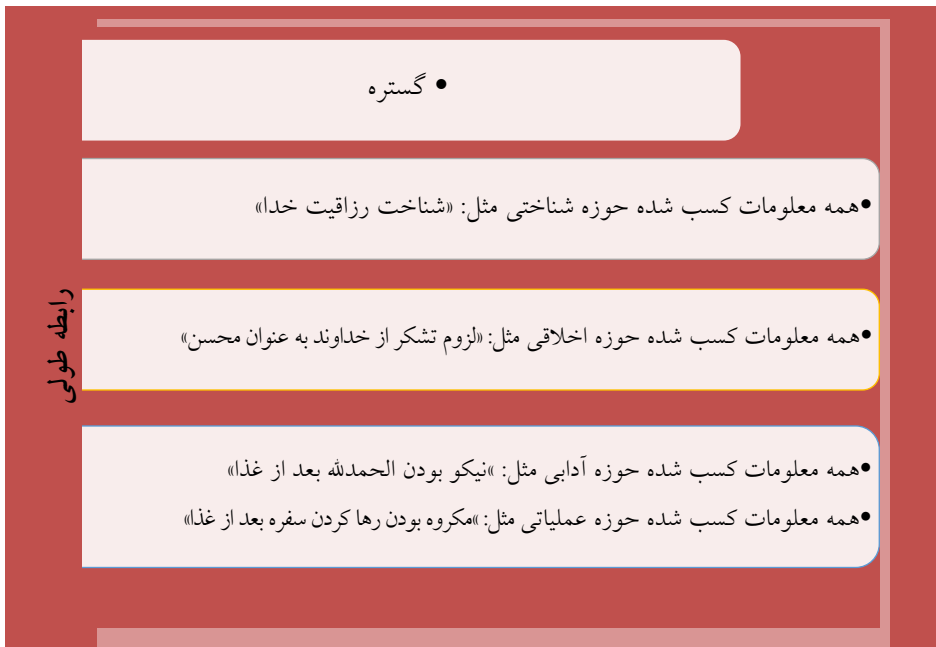 • گستره
•همه معلومات کسب شده حوزه شناختی مثل: «شناخت رزاقیت خدا»
•همه معلومات کسب شده حوزه اخلاقی مثل: «لزوم تشکر از خداوند به عنوان محسن»
•همه معلومات کسب شده حوزه آدابی مثل: »نیکو بودن الحمدلله بعد از غذا»
•همه معلومات کسب شده حوزه عملیاتی مثل: »مکروه بودن رها کردن سفره بعد از غذا»
رابطه طولی